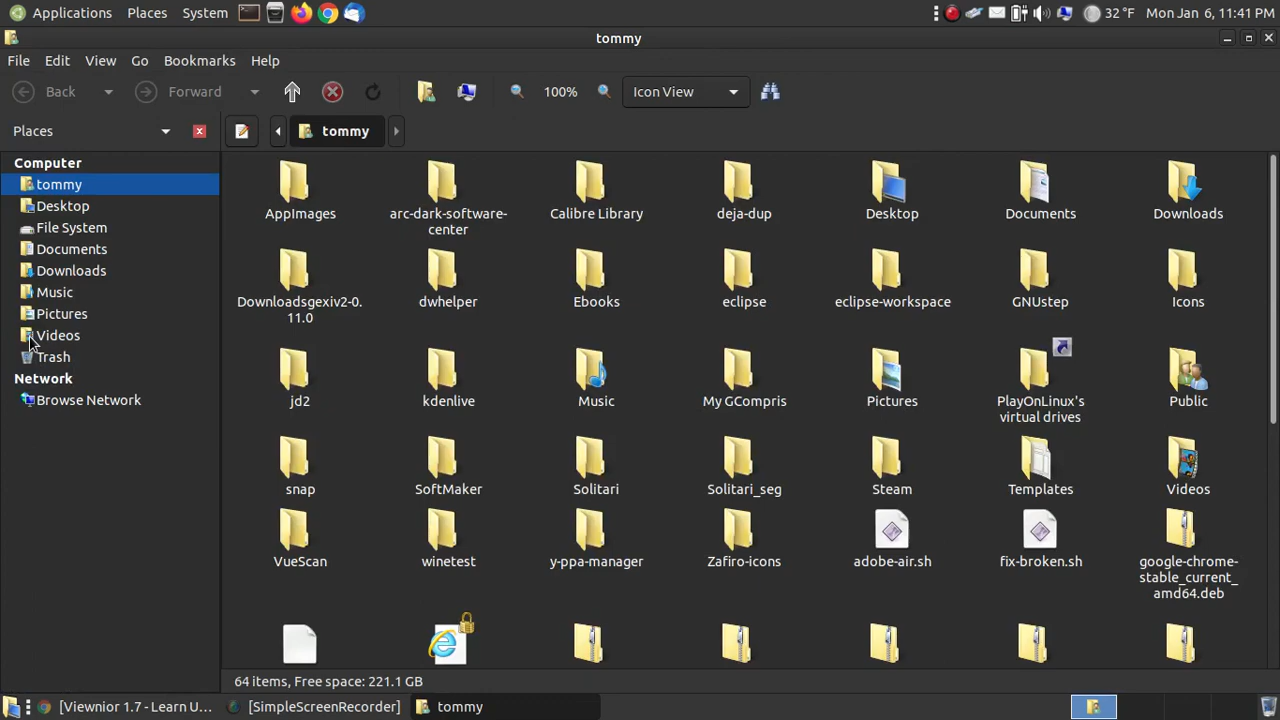 Applications Places System 32 °F Mon Jan 6, 11:41 PM
tommy
File Edit View Go Bookmarks Help
Back Forward 100% Icon View
Places tommy
Computer
tommy
Desktop
File System
Documents
Downloads
Music
Pictures
Videos
Trash
Network
Browse Network
AppImages arc-dark-software-center Calibre Library deja-dup Desktop Documents Downloads
Downloadsgexiv2-0.11.0 dwhelper Ebooks eclipse eclipse-workspace GNUstep Icons
jd2 kdenlive Music My GCompris Pictures PlayOnLinux's virtual drives Public
snap SoftMaker Solitari Solitari_seg Steam Templates Videos
VueScan winetest y-ppa-manager Zafiro-icons adobe-air.sh fix-broken.sh google-chrome-stable_current_amd64.deb
64 items, Free space: 221.1 GB
[Viewnior 1.7 - Learn U... [SimpleScreenRecorder] tommy